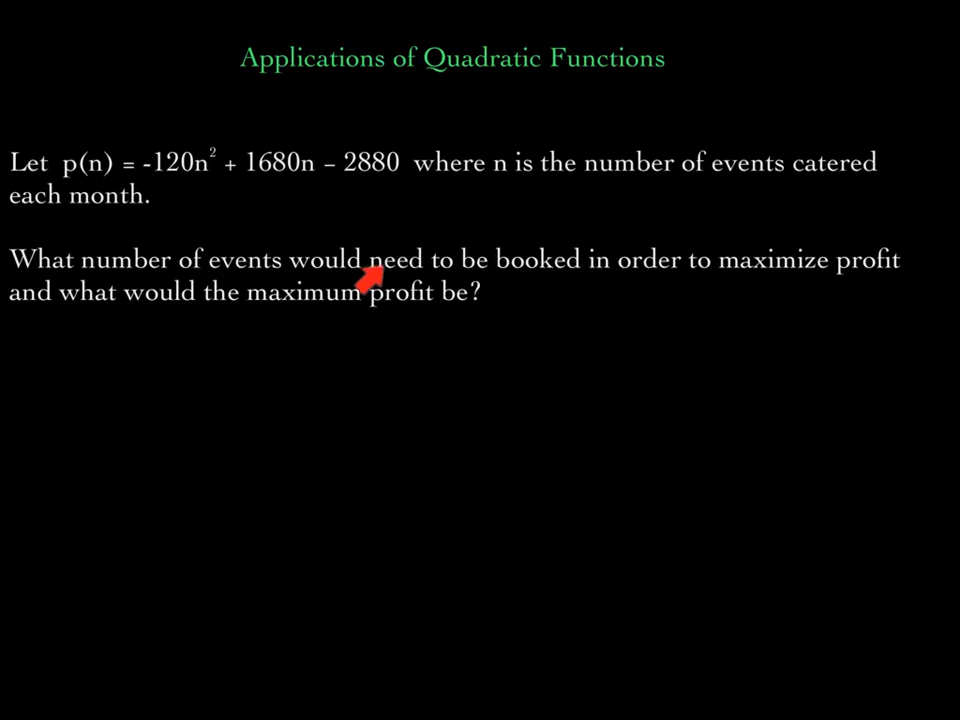 Applications of Quadratic Functions
Let p(n) = -120n² + 1680n – 2880 where n is the number of events catered
each month.
What number of events would need to be booked in order to maximize profit
and what would the maximum profit be?